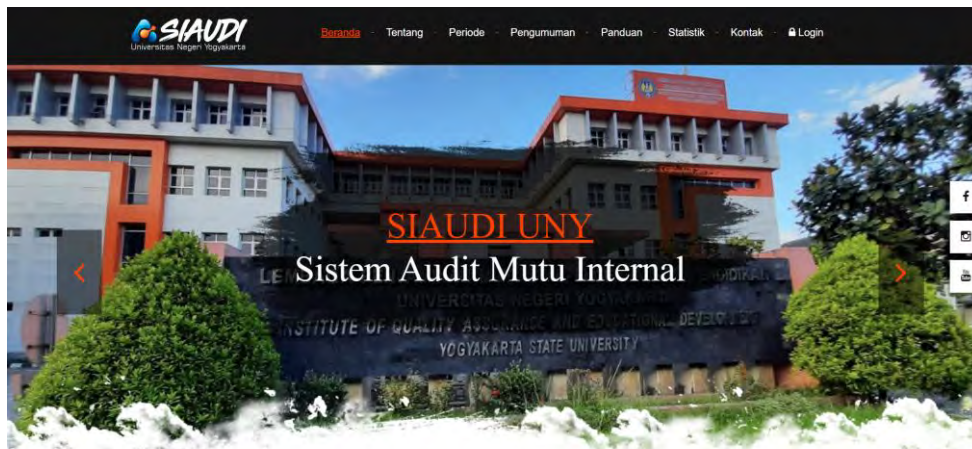 SIAUDI
Universitas Negeri Yogyakarta
Beranda Tentang Periode Pengumuman Panduan Statistik Kontak Login
SIAUDI UNY
Sistem Audit Mutu Internal
UNIVERSITAS NEGERI YOGYAKARTA
INSTITUTE OF QUALITY ASSURANCE AND EDUCATIONAL
YOGYAKARTA STATE UNIVERSITY